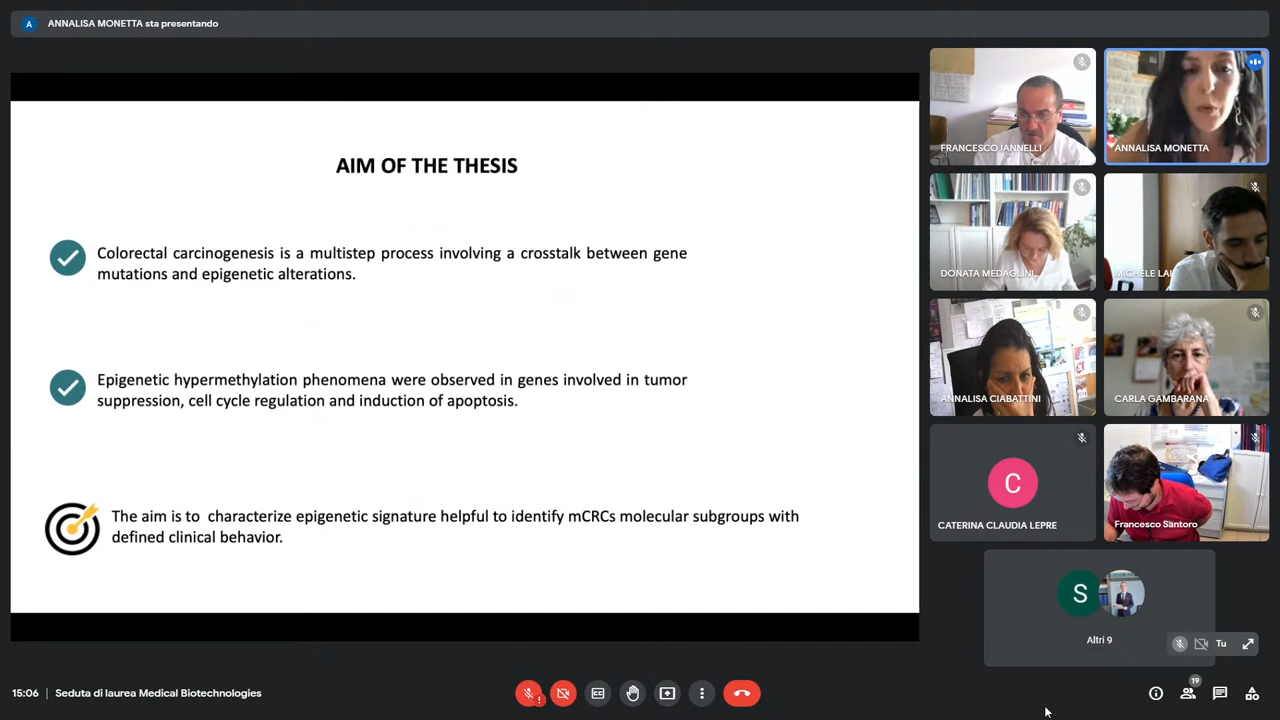 A ANNALISA MONETTA sta presentando
AIM OF THE THESIS
Colorectal carcinogenesis is a multistep process involving a crosstalk between gene
mutations and epigenetic alterations.
Epigenetic hypermethylation phenomena were observed in genes involved in tumor
suppression, cell cycle regulation and induction of apoptosis.
The aim is to characterize epigenetic signature helpful to identify mCRCs molecular subgroups with
defined clinical behavior.
FRANCESCO IANNELLI
ANNALISA MONETTA
DONATA MEDAGLINI
MICHELE LAI
ANNALISA CIABATTINI
CARLA GAMBARANA
C
CATERINA CLAUDIA LEPRE
Francesco Santoro
S
Altri 9
Tu
15:06 | Seduta di laurea Medical Biotechnologies
19